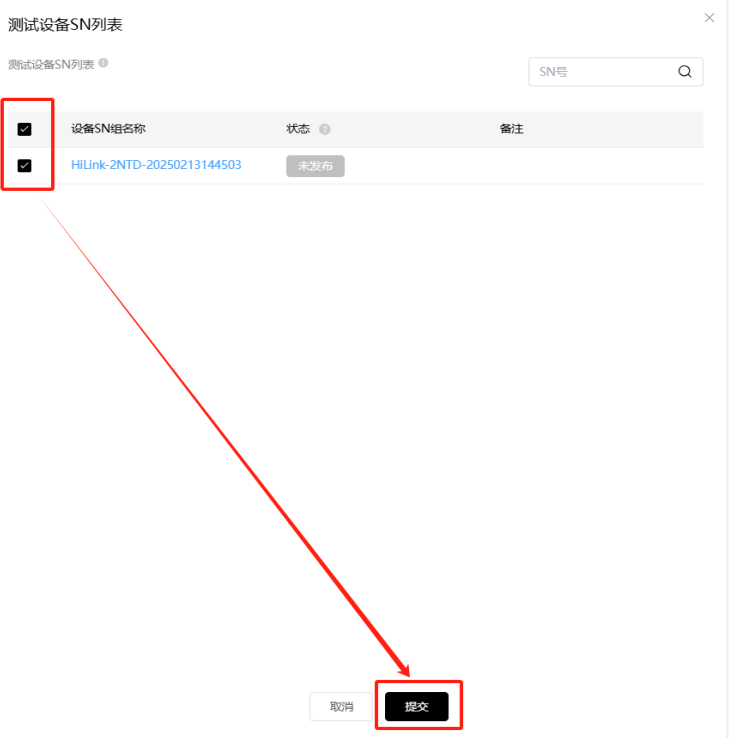 测试设备SN列表
测试设备SN列表
SN号
设备SN组名称 状态 备注
HiLink-2NTD-20250213144503 未发布
取消 提交